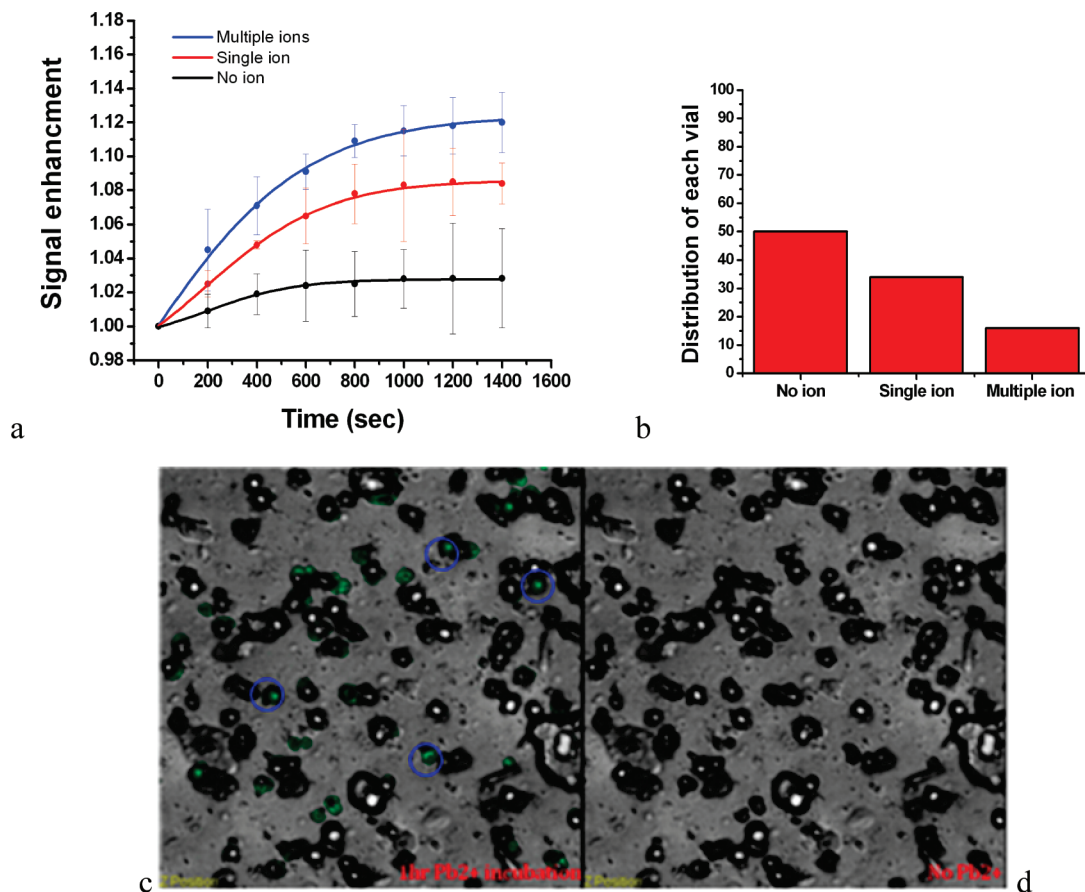 1.18
1.16
1.14
1.12
1.10
1.08
1.06
1.04
1.02
1.00
0.98
Signal enhancment
Multiple ions
Single ion
No ion
0 200 400 600 800 1000 1200 1400 1600
Time (sec)
a
100
90
80
70
60
50
40
30
20
10
0
Distribution of each vial
No ion Single ion Multiple ion
b
Z Position
1hr Pb2+ incubation
c
No Pb2+
Z Position
d